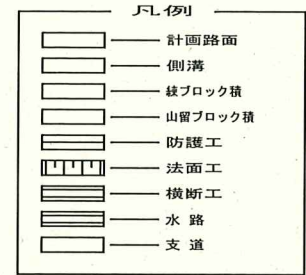 凡例
計画路面
側溝
練ブロック積
山留ブロック積
防護工
法面工
横断工
水路
支道